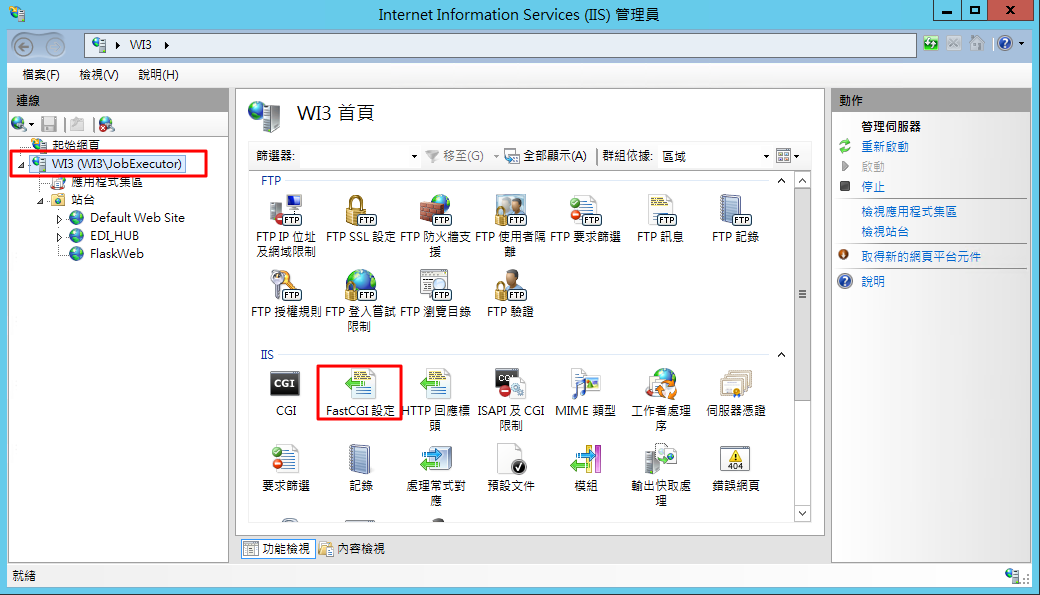 Internet Information Services (IIS) 管理員
WI3
檔案(F) 檢視(V) 說明(H)
連線
起始網頁
WI3 (WI3\JobExecutor)
應用程式集區
站台
Default Web Site
EDI_HUB
FlaskWeb
WI3 首頁
篩選器: 移至(G) 全部顯示(A) 群組依據: 區域
FTP
FTP IP 位址及網域限制
FTP SSL 設定
FTP 防火牆支援
FTP 使用者隔離
FTP 要求篩選
FTP 訊息
FTP 記錄
FTP 授權規則
FTP 登入嘗試限制
FTP 瀏覽目錄
FTP 驗證
IIS
CGI
FastCGI 設定
HTTP 回應標頭
ISAPI 及 CGI 限制
MIME 類型
工作者處理序
伺服器憑證
要求篩選
記錄
處理常式對應
預設文件
模組
輸出快取處理
404
錯誤網頁
功能檢視 內容檢視
動作
管理伺服器
重新啟動
啟動
停止
檢視應用程式集區
檢視站台
取得新的網頁平台元件
說明
就緒